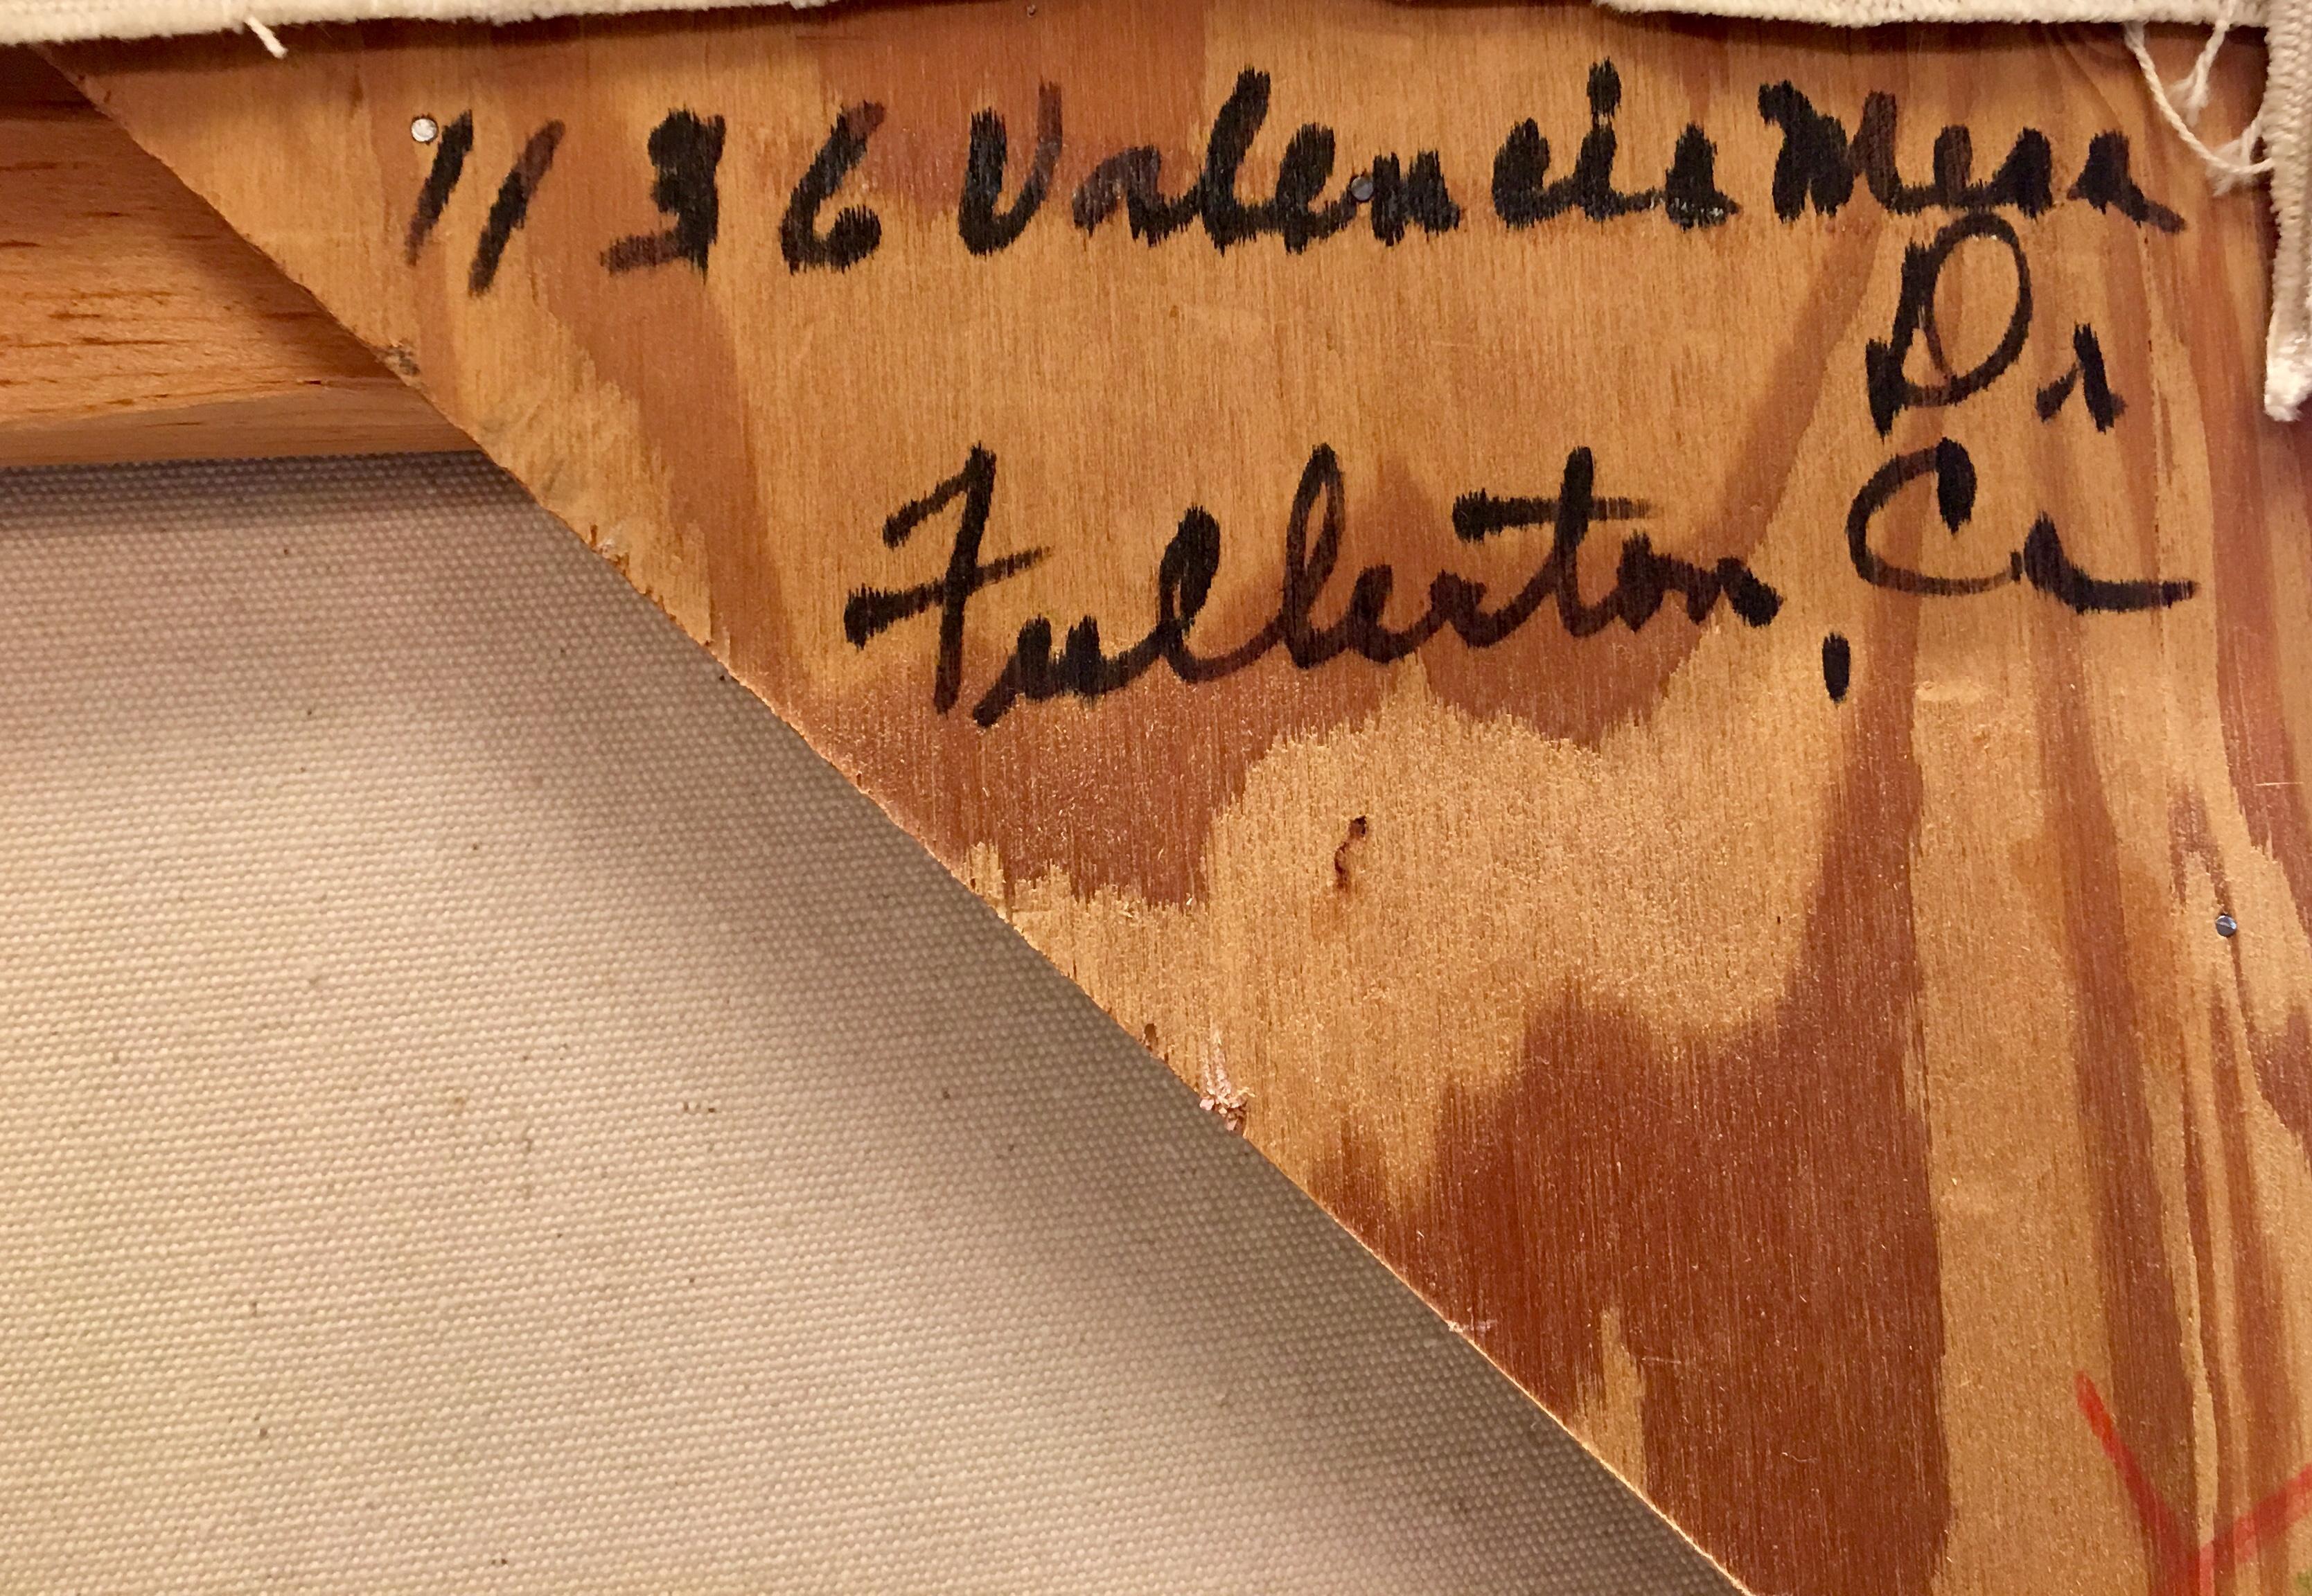 1136 Valencia Mesa
Dr
Fullerton, Ca